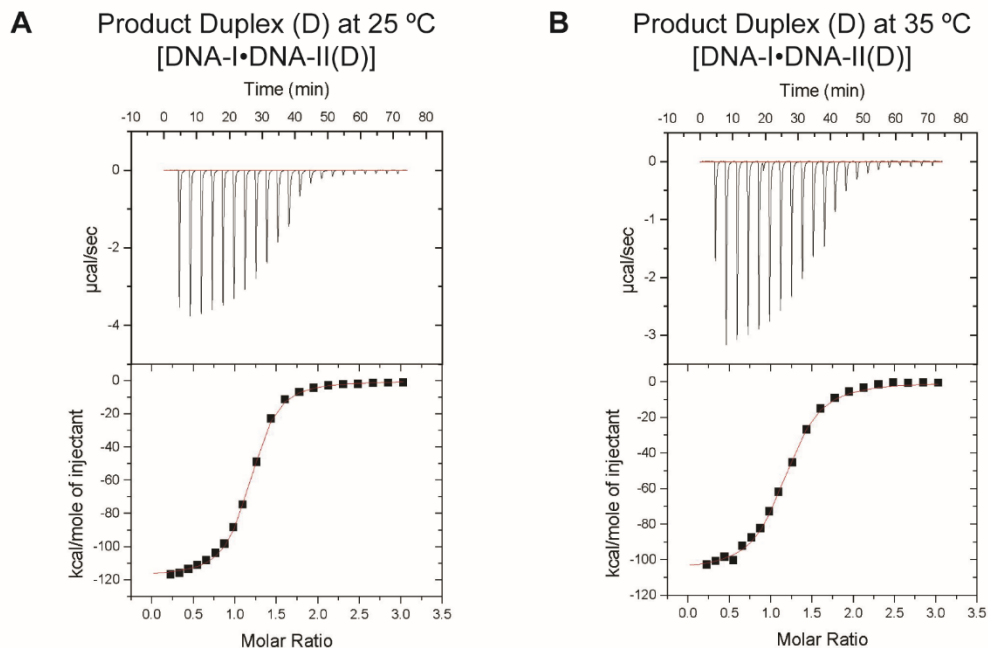 A
Product Duplex (D) at 25 ºC
[DNA-I•DNA-II(D)]
Time (min)
-10 0 10 20 30 40 50 60 70 80
0
-2
-4
µcal/sec
0
-20
-40
-60
-80
-100
-120
kcal/mole of injectant
0.0 0.5 1.0 1.5 2.0 2.5 3.0
Molar Ratio
B
Product Duplex (D) at 35 ºC
[DNA-I•DNA-II(D)]
Time (min)
-10 0 10 20 30 40 50 60 70 80
0
-1
-2
-3
µcal/sec
0
-20
-40
-60
-80
-100
-120
kcal/mole of injectant
0.0 0.5 1.0 1.5 2.0 2.5 3.0
Molar Ratio